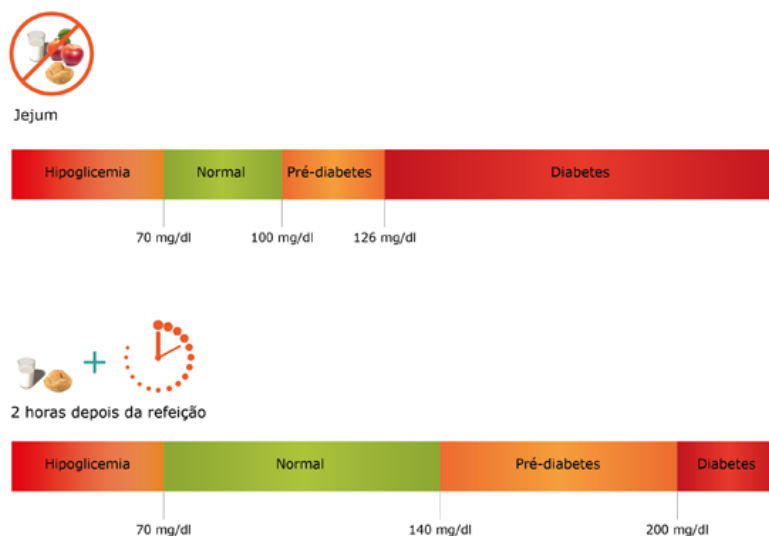 Jejum
Hipoglicemia Normal Pré-diabetes Diabetes
70 mg/dl 100 mg/dl 126 mg/dl
2 horas depois da refeição
Hipoglicemia Normal Pré-diabetes Diabetes
70 mg/dl 140 mg/dl 200 mg/dl